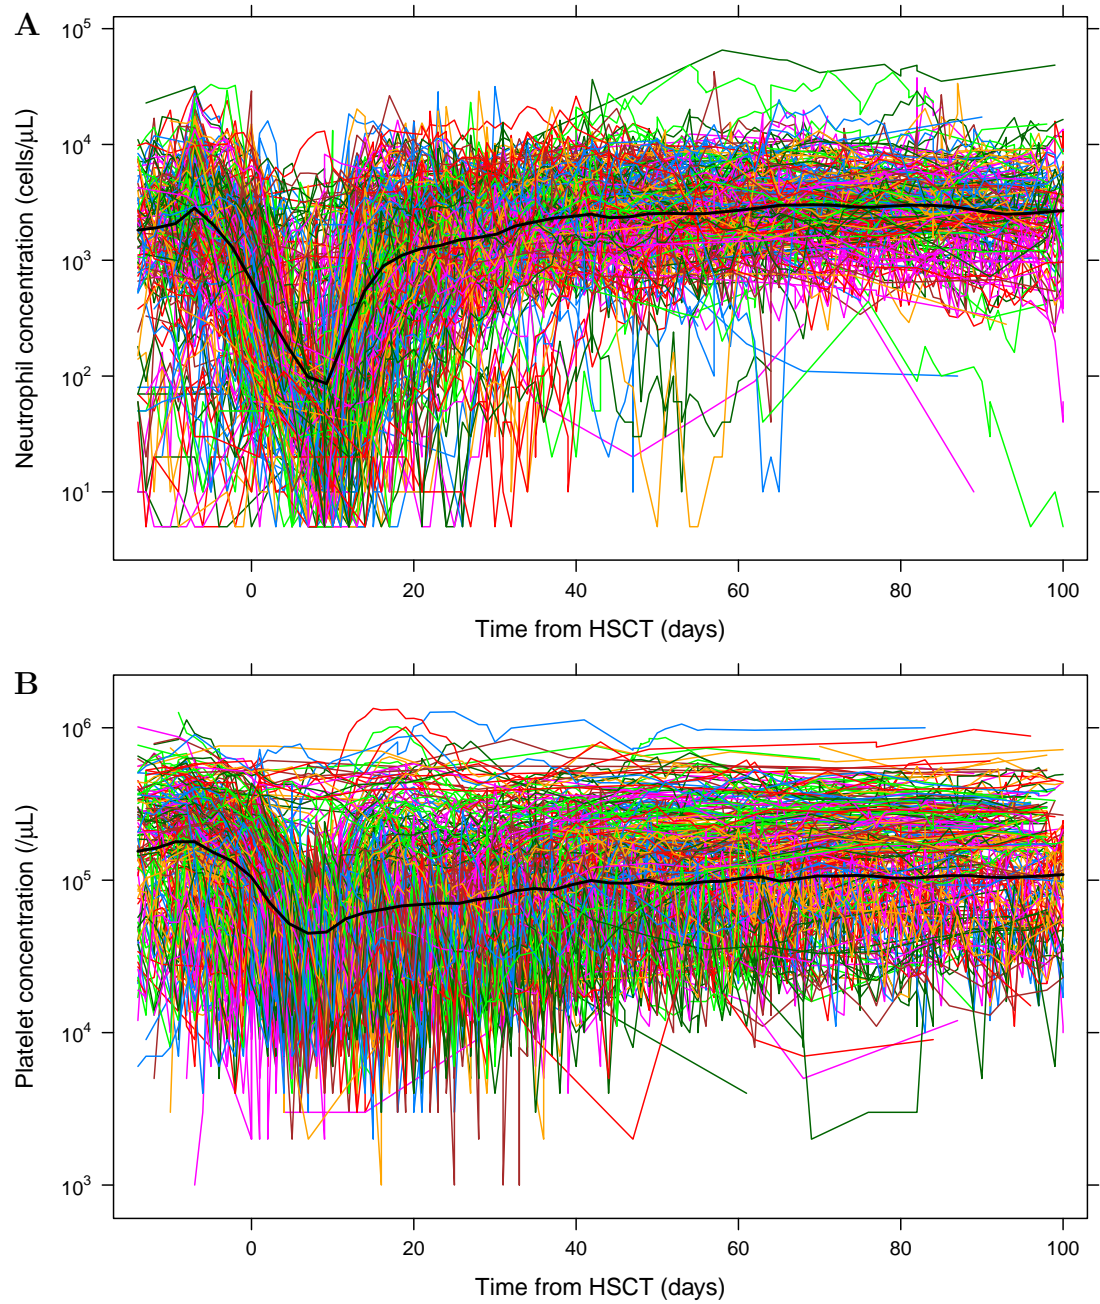 A
10^5
10^4
10^3
10^2
10^1
Neutrophil concentration (cells/μL)
0 20 40 60 80 100
Time from HSCT (days)
B
10^6
10^5
10^4
10^3
Platelet concentration (/μL)
0 20 40 60 80 100
Time from HSCT (days)